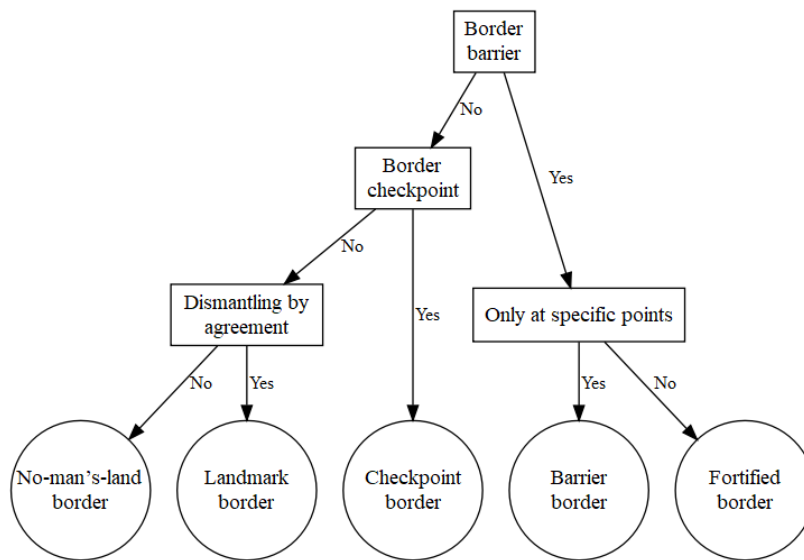 Border
barrier
No
Yes
Border
checkpoint
No
Yes
Dismantling by
agreement
Only at specific points
No
Yes
Yes
No
No-man’s-land
border
Landmark
border
Checkpoint
border
Barrier
border
Fortified
border